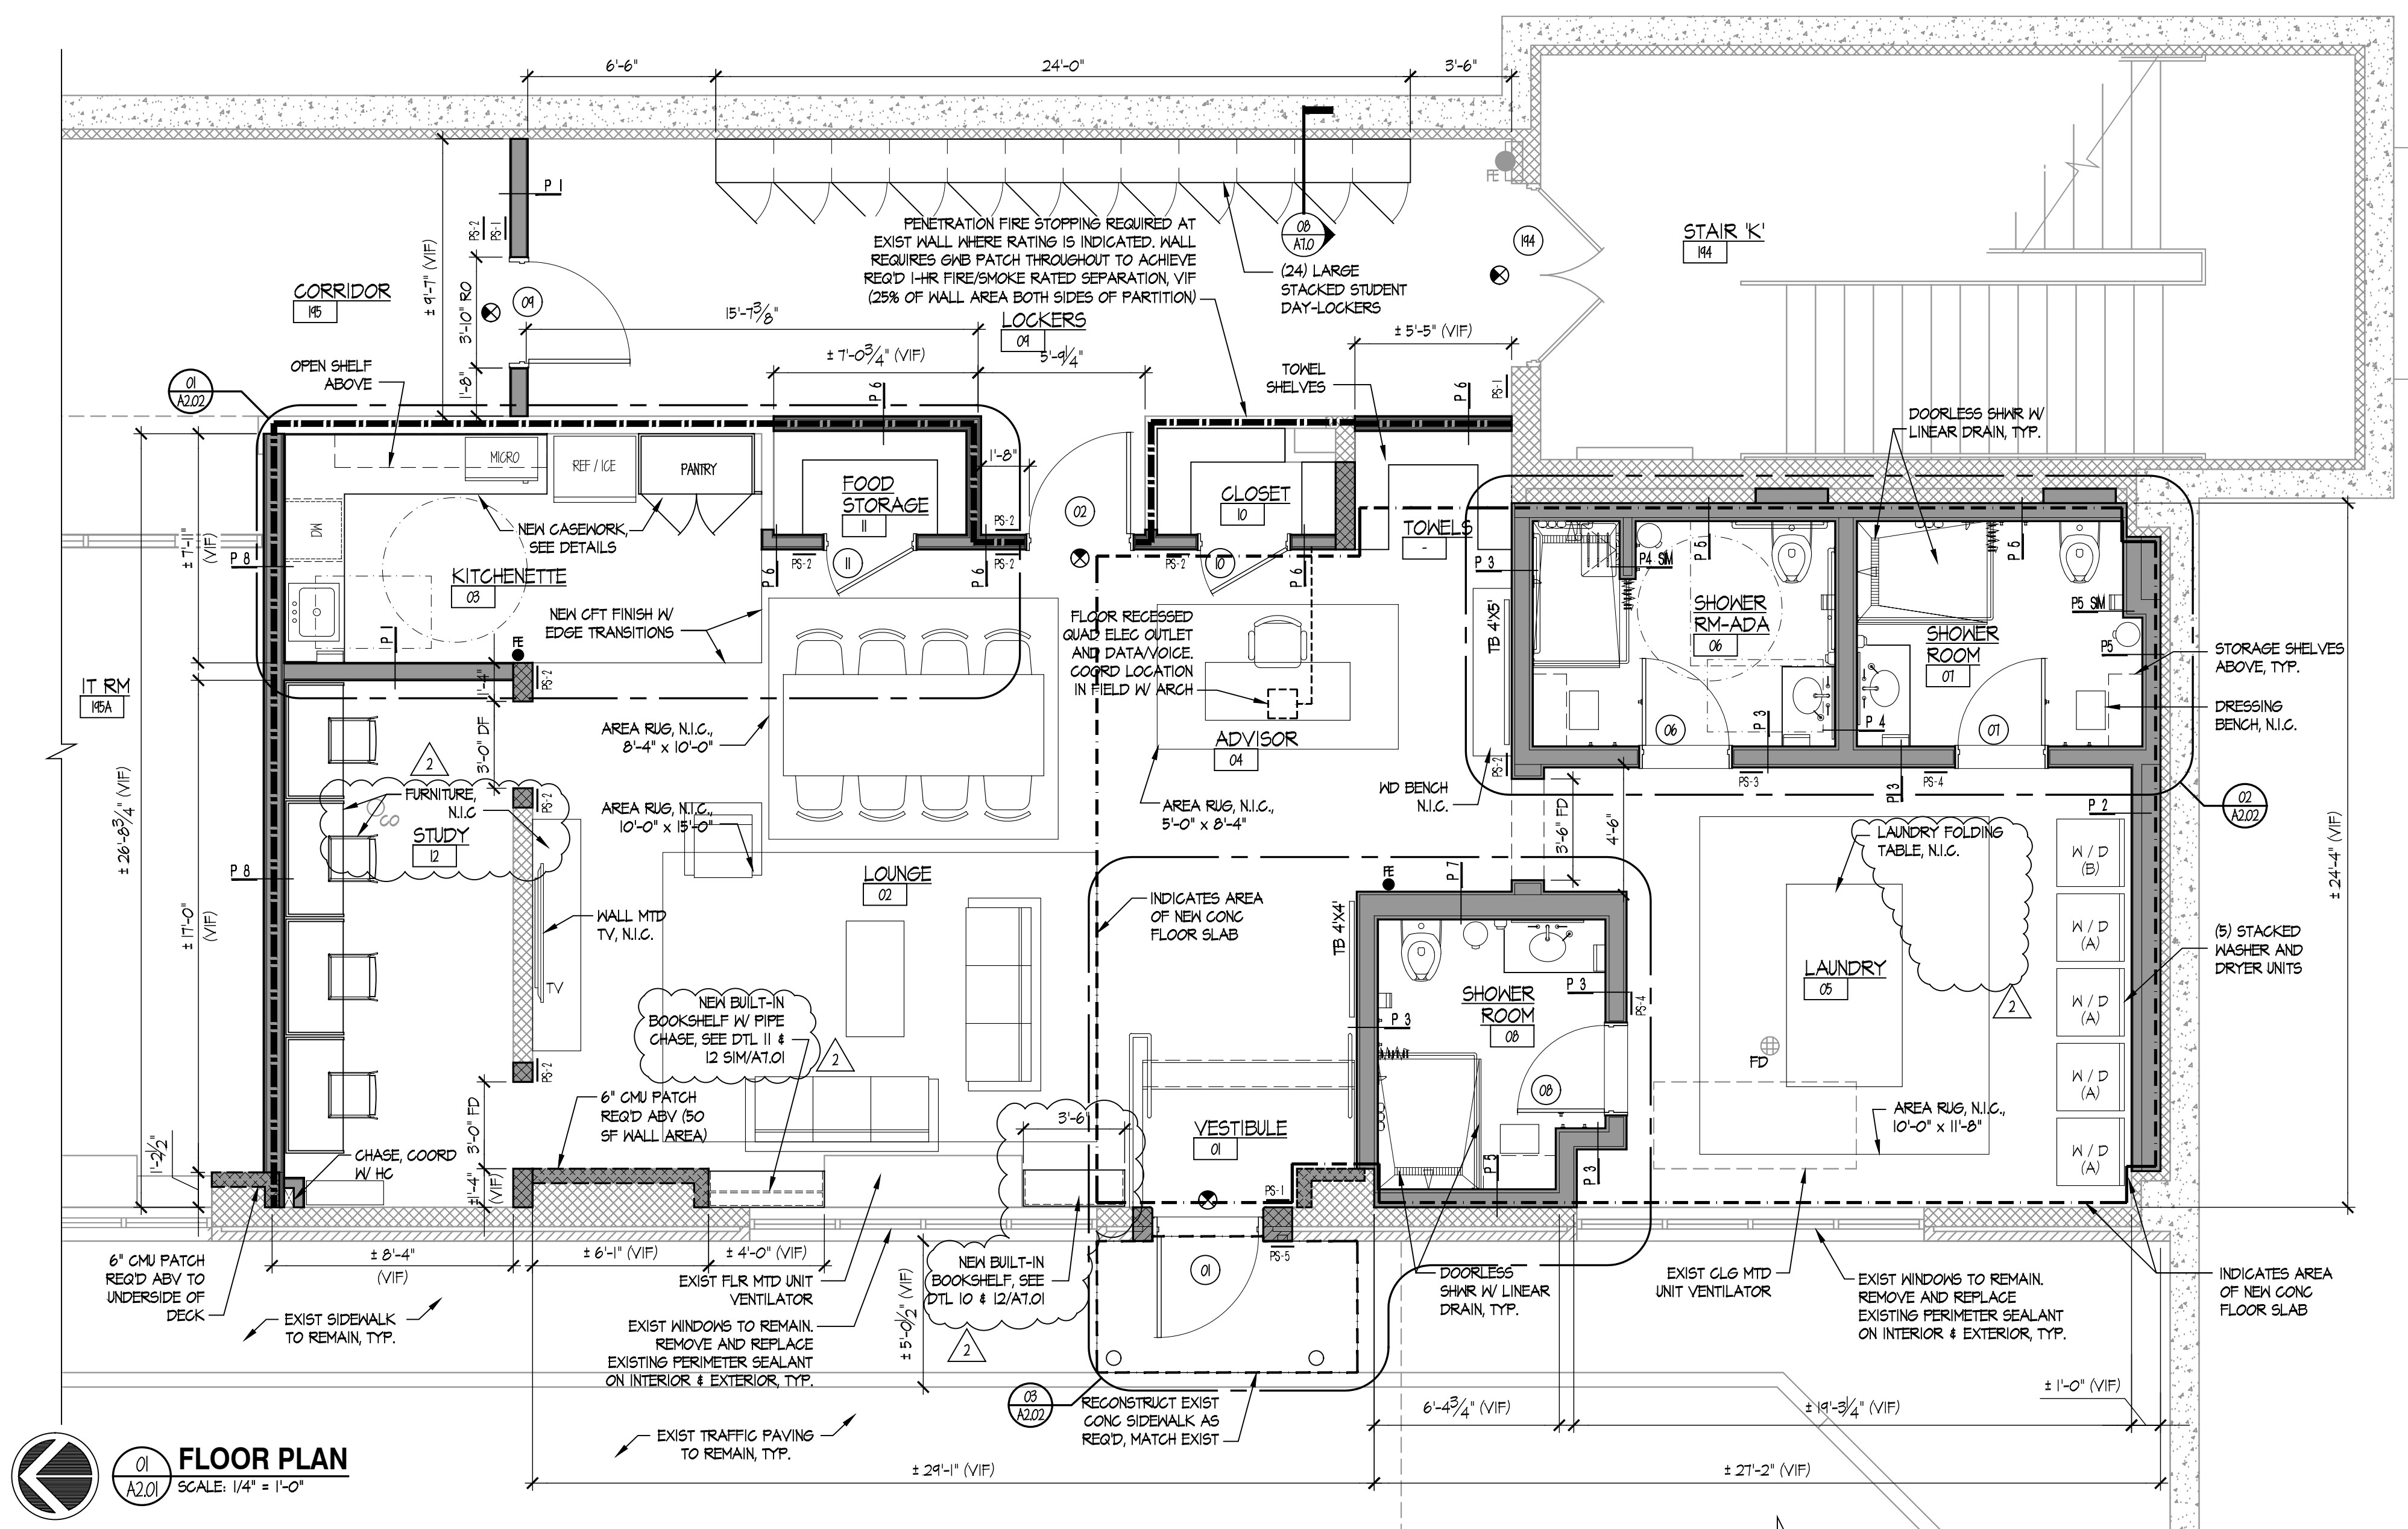 6'-6"
24'-0"
3'-6"
P 1
PS-2
PS-1
± 9'-7" (VIF)
3'-10" RO
1'-8"
09
CORRIDOR
195
PENETRATION FIRE STOPPING REQUIRED AT
EXIST WALL WHERE RATING IS INDICATED. WALL
REQUIRES GWB PATCH THROUGHOUT TO ACHIEVE
REQ'D 1-HR FIRE/SMOKE RATED SEPARATION, VIF
(25% OF WALL AREA BOTH SIDES OF PARTITION)
08
A7.0
(24) LARGE
STACKED STUDENT
DAY-LOCKERS
FE
194
STAIR 'K'
194
15'-7 3/8"
LOCKERS
09
± 7'-0 3/4" (VIF)
5'-9 1/4"
± 5'-5" (VIF)
OPEN SHELF
ABOVE
01
A2.02
TOWEL
SHELVES
P 6
P 6
PS-1
DOORLESS SHWR W/
LINEAR DRAIN, TYP.
MICRO
REF / ICE
PANTRY
DW
FOOD
STORAGE
11
1'-8"
PS-2
PS-2
02
CLOSET
10
TOWELS
-
NEW CASEWORK,
SEE DETAILS
KITCHENETTE
03
PS-2
11
P 6
P 6
PS-2
10
P 6
± 7'-11"
(VIF)
P 8
NEW CFT FINISH W/
EDGE TRANSITIONS
P 1
FE
PS-2
1'-4"
FLOOR RECESSED
QUAD ELEC OUTLET
AND DATA/VOICE.
COORD LOCATION
IN FIELD W/ ARCH
P 3
P4 SIM
P 5
P 5
P5 SIM
P5
SHOWER
RM-ADA
06
SHOWER
ROOM
07
STORAGE SHELVES
ABOVE, TYP.
DRESSING
BENCH, N.I.C.
TB 4'X5'
IT RM
195A
AREA RUG, N.I.C.,
8'-4" x 10'-0"
ADVISOR
04
PS-2
06
P 3
P 4
07
PS-3
P 3
PS-4
2
3'-0" DF
FURNITURE,
N.I.C
STUDY
12
PS-2
AREA RUG, N.I.C.,
10'-0" x 15'-0"
AREA RUG, N.I.C.,
5'-0" x 8'-4"
WD BENCH
N.I.C.
3'-6" FD
4'-6"
P 2
02
A2.02
± 26'-8 3/4" (VIF)
± 17'-0"
(VIF)
P 8
LOUNGE
02
LAUNDRY FOLDING
TABLE, N.I.C.
W / D
(B)
± 24'-4" (VIF)
WALL MTD
TV, N.I.C.
TV
INDICATES AREA
OF NEW CONC
FLOOR SLAB
FE
P 7
TB 4'X4'
W / D
(A)
(5) STACKED
WASHER AND
DRYER UNITS
LAUNDRY
05
SHOWER
ROOM
08
P 3
PS-4
P 3
W / D
(A)
2
NEW BUILT-IN
BOOKSHELF W/ PIPE
CHASE, SEE DTL 11 &
12 SIM/A7.01
2
FD
W / D
(A)
PS-2
08
3'-0" FD
6" CMU PATCH
REQ'D ABV (50
SF WALL AREA)
3'-6"
VESTIBULE
01
AREA RUG, N.I.C.,
10'-0" x 11'-8"
W / D
(A)
1'-2 1/2"
CHASE, COORD
W/ HC
±1'-4"
(VIF)
PS-1
P 5
P 3
6" CMU PATCH
REQ'D ABV TO
UNDERSIDE OF
DECK
± 8'-4"
(VIF)
± 6'-1" (VIF)
± 4'-0" (VIF)
EXIST FLR MTD UNIT
VENTILATOR
± 5'-0 1/2" (VIF)
NEW BUILT-IN
BOOKSHELF, SEE
DTL 10 & 12/A7.01
2
PS-5
01
DOORLESS
SHWR W/ LINEAR
DRAIN, TYP.
EXIST CLG MTD
UNIT VENTILATOR
EXIST WINDOWS TO REMAIN.
REMOVE AND REPLACE
EXISTING PERIMETER SEALANT
ON INTERIOR & EXTERIOR, TYP.
INDICATES AREA
OF NEW CONC
FLOOR SLAB
EXIST SIDEWALK
TO REMAIN, TYP.
EXIST WINDOWS TO REMAIN.
REMOVE AND REPLACE
EXISTING PERIMETER SEALANT
ON INTERIOR & EXTERIOR, TYP.
03
A2.02
RECONSTRUCT EXIST
CONC SIDEWALK AS
REQ'D, MATCH EXIST
6'-4 3/4" (VIF)
± 19'-3 1/4" (VIF)
± 1'-0" (VIF)
EXIST TRAFFIC PAVING
TO REMAIN, TYP.
± 29'-1" (VIF)
± 27'-2" (VIF)
01
A2.01
FLOOR PLAN
SCALE: 1/4" = 1'-0"